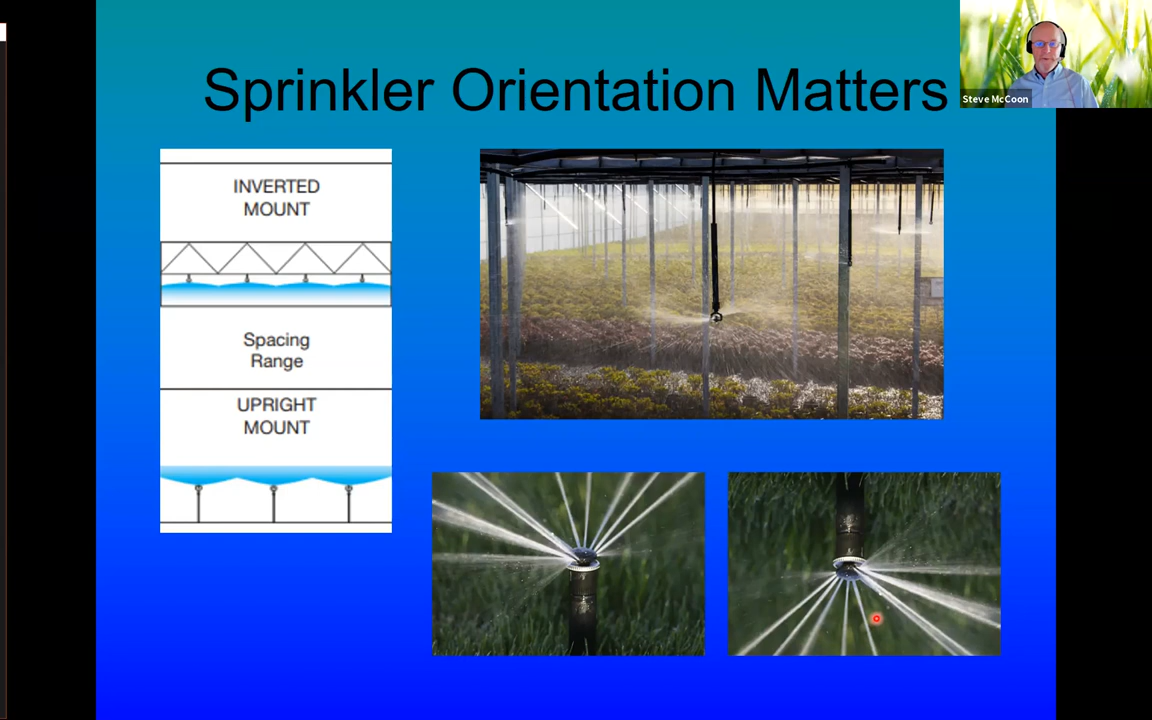 Sprinkler Orientation Matters
Steve McCoon
INVERTED
MOUNT
Spacing
Range
UPRIGHT
MOUNT